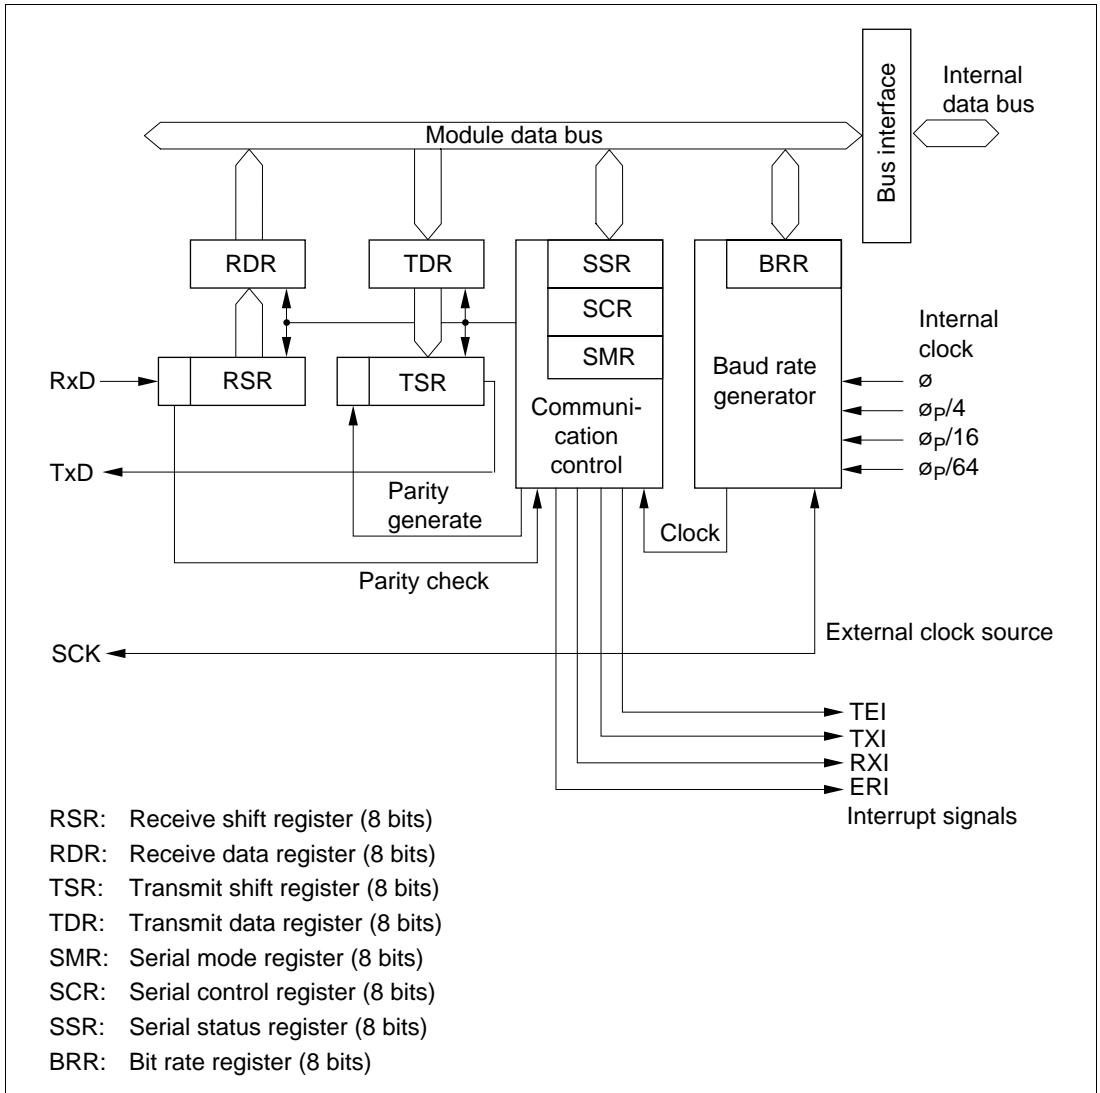 Internal
data bus
Bus interface
Module data bus
RDR
TDR
SSR
BRR
SCR
Internal
clock
SMR
RxD
RSR
TSR
Baud rate
generator
ø
Communi-
cation
control
øP/4
øP/16
øP/64
TxD
Parity
generate
Clock
Parity check
External clock source
SCK
TEI
TXI
RXI
ERI
Interrupt signals
RSR: Receive shift register (8 bits)
RDR: Receive data register (8 bits)
TSR: Transmit shift register (8 bits)
TDR: Transmit data register (8 bits)
SMR: Serial mode register (8 bits)
SCR: Serial control register (8 bits)
SSR: Serial status register (8 bits)
BRR: Bit rate register (8 bits)